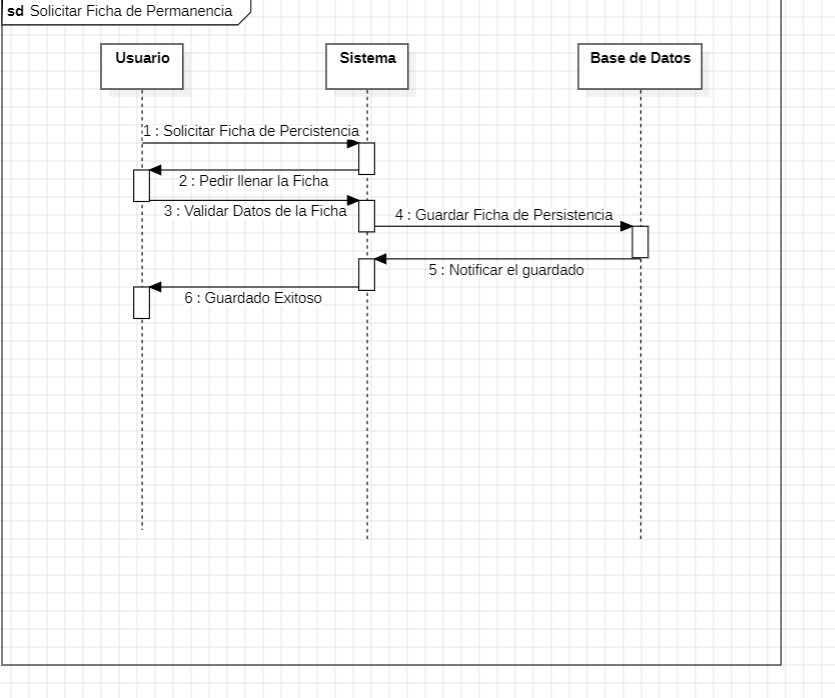 sd Solicitar Ficha de Permanencia
Usuario
Sistema
Base de Datos
1 : Solicitar Ficha de Percistencia
2 : Pedir llenar la Ficha
3 : Validar Datos de la Ficha
4 : Guardar Ficha de Persistencia
5 : Notificar el guardado
6 : Guardado Exitoso